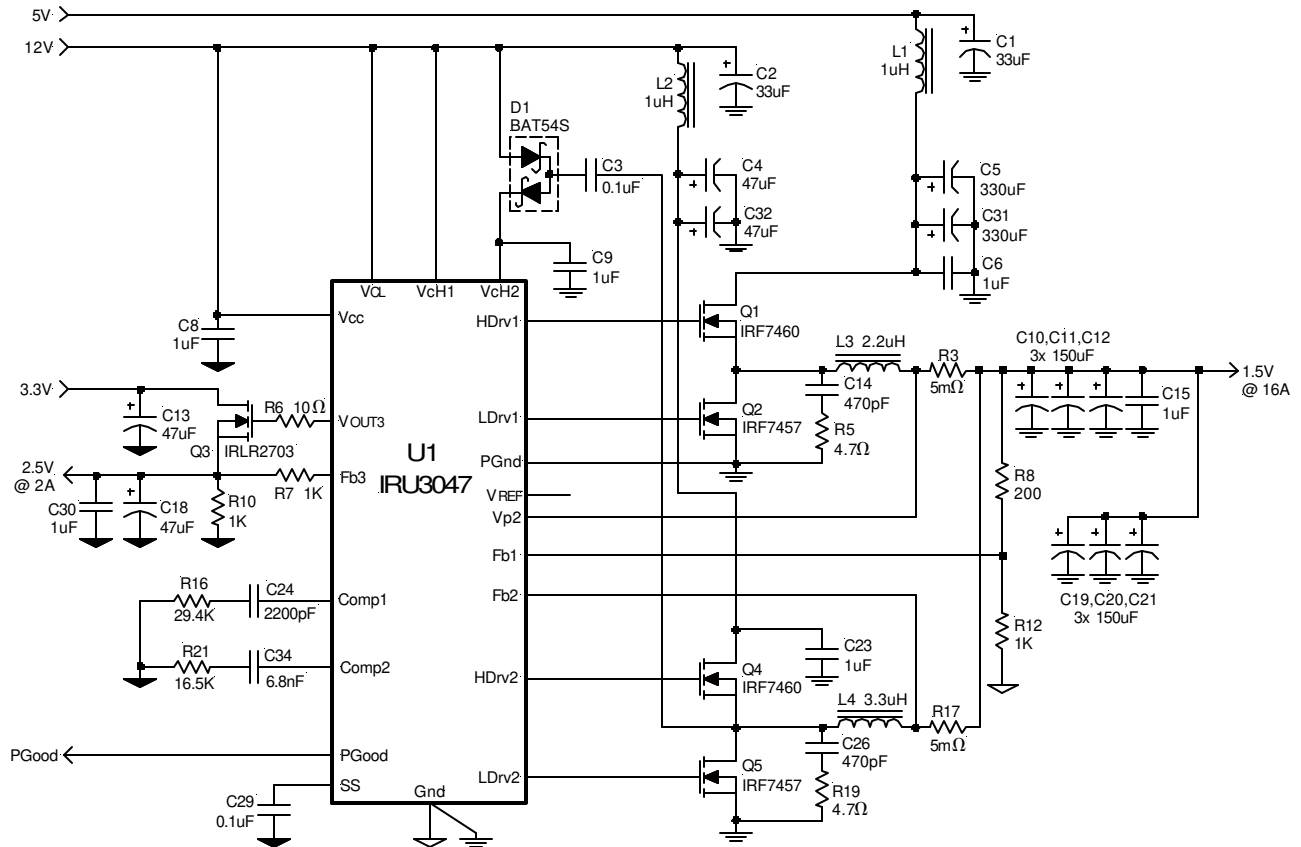 5V
12V
L1
1uH
C1
33uF
L2
1uH
C2
33uF
D1
BAT54S
C3
0.1uF
C4
47uF
C32
47uF
C5
330uF
C31
330uF
C6
1uF
C9
1uF
VCL
VcH1
VcH2
C8
1uF
Vcc
HDrv1
Q1
IRF7460
L3 2.2uH
R3
5mΩ
C10,C11,C12
3x 150uF
1.5V
@ 16A
C15
1uF
3.3V
C13
47uF
R6 10Ω
VOUT3
Q3
IRLR2703
LDrv1
Q2
IRF7457
C14
470pF
R5
4.7Ω
2.5V
@ 2A
R7 1K
Fb3
U1
IRU3047
PGnd
VREF
Vp2
R8
200
C30
1uF
C18
47uF
R10
1K
Fb1
Fb2
C19,C20,C21
3x 150uF
R16
29.4K
C24
2200pF
Comp1
R12
1K
R21
16.5K
C34
6.8nF
Comp2
C23
1uF
HDrv2
Q4
IRF7460
L4 3.3uH
R17
5mΩ
PGood
PGood
SS
C29
0.1uF
Gnd
LDrv2
Q5
IRF7457
C26
470pF
R19
4.7Ω